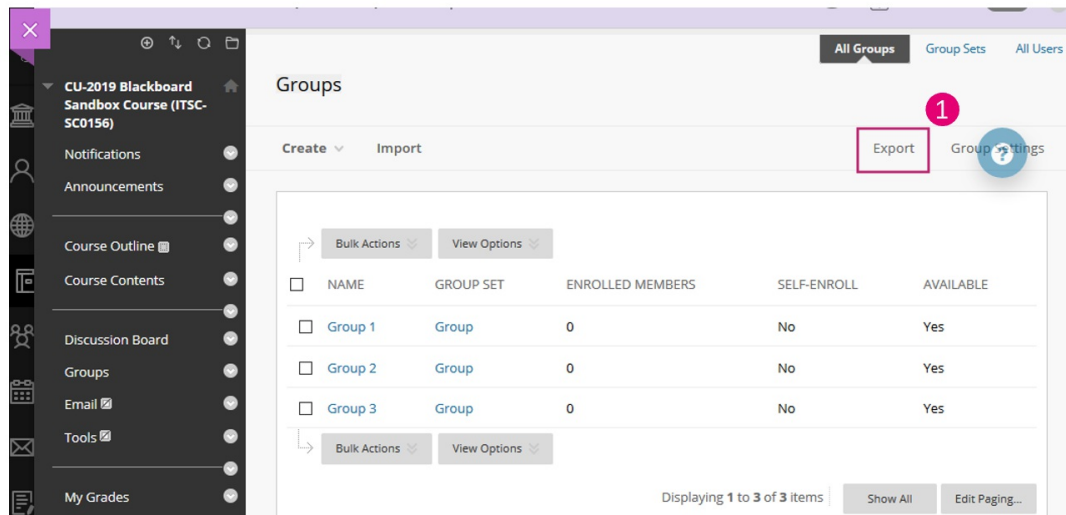 All Groups Group Sets All Users
CU-2019 Blackboard
Sandbox Course (ITSC-
SC0156)
Groups
1
Notifications
Create Import Export Group Settings
?
Announcements
Course Outline
Bulk Actions View Options
Course Contents
NAME GROUP SET ENROLLED MEMBERS SELF-ENROLL AVAILABLE
Group 1 Group 0 No Yes
Discussion Board
Group 2 Group 0 No Yes
Groups
Email
Group 3 Group 0 No Yes
Tools
Bulk Actions View Options
My Grades
Displaying 1 to 3 of 3 items Show All Edit Paging...